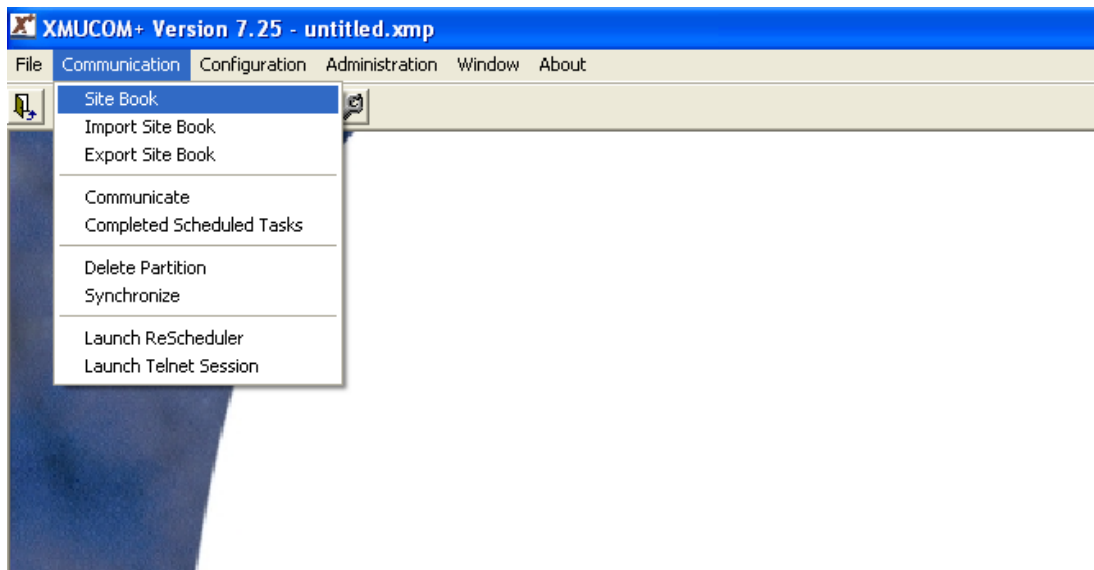 XMUCOM+ Version 7.25 - untitled.xmp
File Communication Configuration Administration Window About
Site Book
Import Site Book
Export Site Book
Communicate
Completed Scheduled Tasks
Delete Partition
Synchronize
Launch ReScheduler
Launch Telnet Session